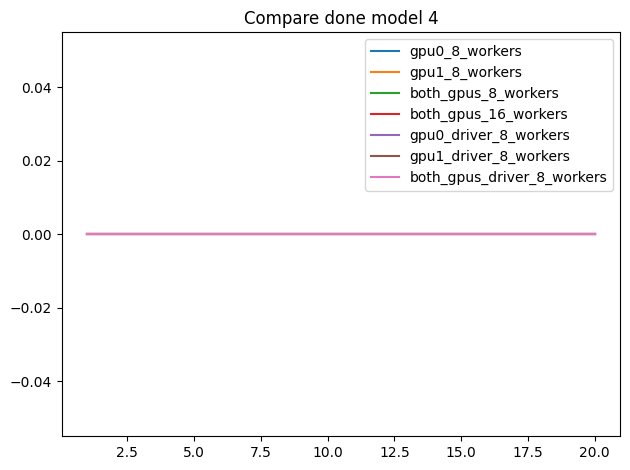 Compare done model 4
gpu0_8_workers
gpu1_8_workers
both_gpus_8_workers
both_gpus_16_workers
gpu0_driver_8_workers
gpu1_driver_8_workers
both_gpus_driver_8_workers
0.04
0.02
0.00
−0.02
−0.04
2.5 5.0 7.5 10.0 12.5 15.0 17.5 20.0